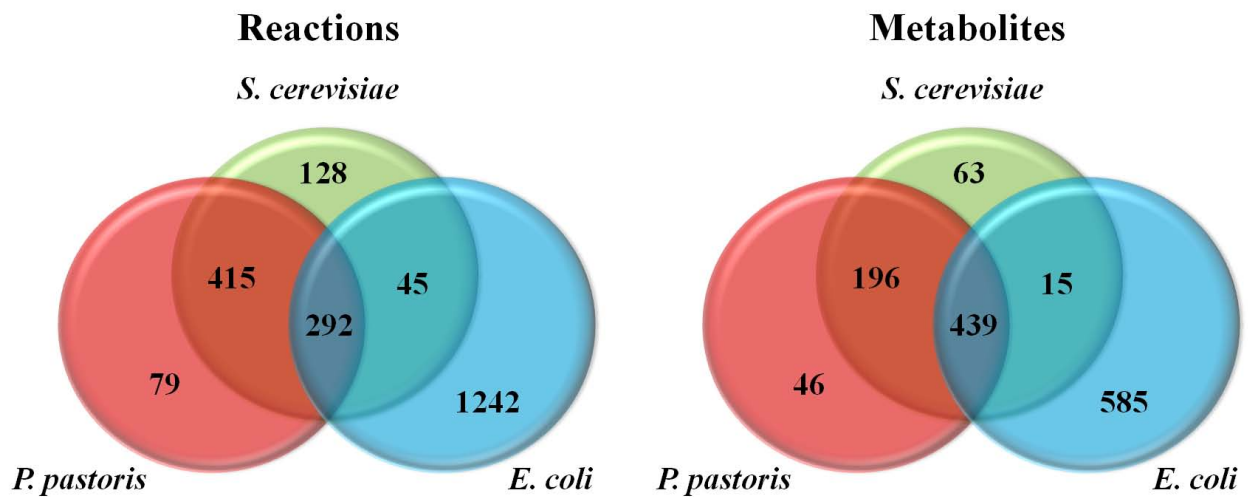 Reactions
S. cerevisiae
128
415
45
292
79
1242
P. pastoris
E. coli
Metabolites
S. cerevisiae
63
196
15
439
46
585
P. pastoris
E. coli